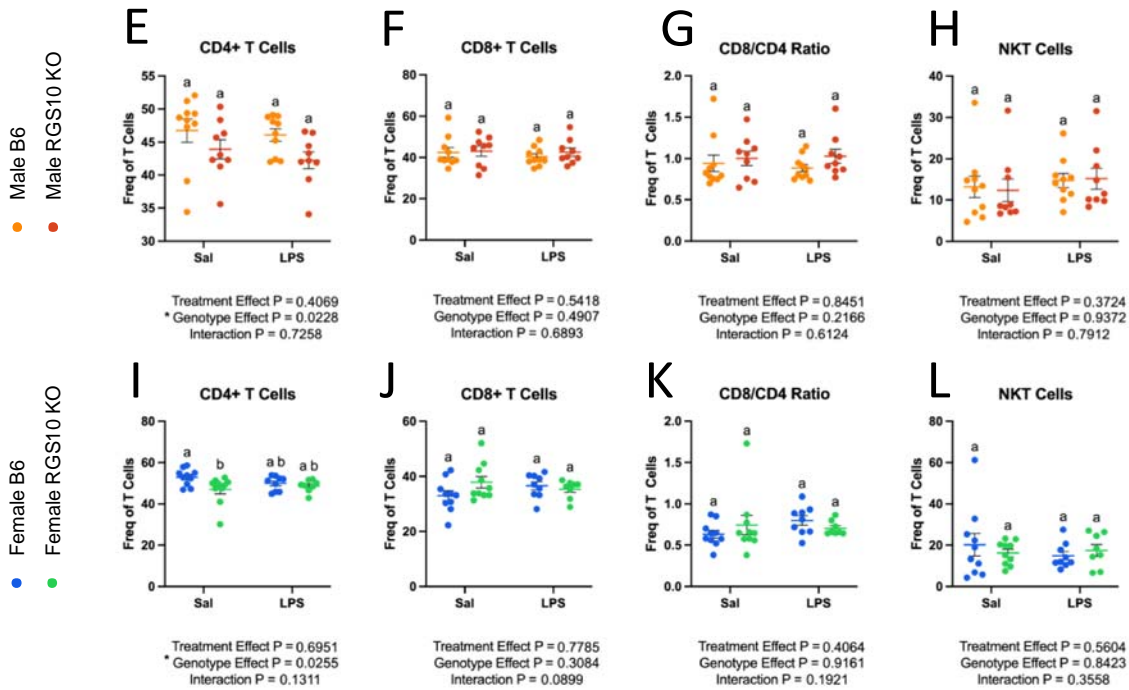 Male B6
Male RGS10 KO
E
CD4+ T Cells
Freq of T Cells
55
50
45
40
35
30
a
a
a
a
Sal
LPS
Treatment Effect P = 0.4069
* Genotype Effect P = 0.0228
Interaction P = 0.7258
F
CD8+ T Cells
Freq of T Cells
80
60
40
20
0
a
a
a
a
Sal
LPS
Treatment Effect P = 0.5418
Genotype Effect P = 0.4907
Interaction P = 0.6893
G
CD8/CD4 Ratio
Freq of T Cells
2.0
1.5
1.0
0.5
0.0
a
a
a
a
Sal
LPS
Treatment Effect P = 0.8451
Genotype Effect P = 0.2166
Interaction P = 0.6124
H
NKT Cells
Freq of T Cells
40
30
20
10
0
a
a
a
a
Sal
LPS
Treatment Effect P = 0.3724
Genotype Effect P = 0.9372
Interaction P = 0.7912
Female B6
Female RGS10 KO
I
CD4+ T Cells
Freq of T Cells
80
60
40
20
0
a
b
a b
a b
Sal
LPS
Treatment Effect P = 0.6951
* Genotype Effect P = 0.0255
Interaction P = 0.1311
J
CD8+ T Cells
Freq of T Cells
60
40
20
0
a
a
a
a
Sal
LPS
Treatment Effect P = 0.7785
Genotype Effect P = 0.3084
Interaction P = 0.0899
K
CD8/CD4 Ratio
Freq of T Cells
2.0
1.5
1.0
0.5
0.0
a
a
a
a
Sal
LPS
Treatment Effect P = 0.4064
Genotype Effect P = 0.9161
Interaction P = 0.1921
L
NKT Cells
Freq of T Cells
80
60
40
20
0
a
a
a
a
Sal
LPS
Treatment Effect P = 0.5604
Genotype Effect P = 0.8423
Interaction P = 0.3558